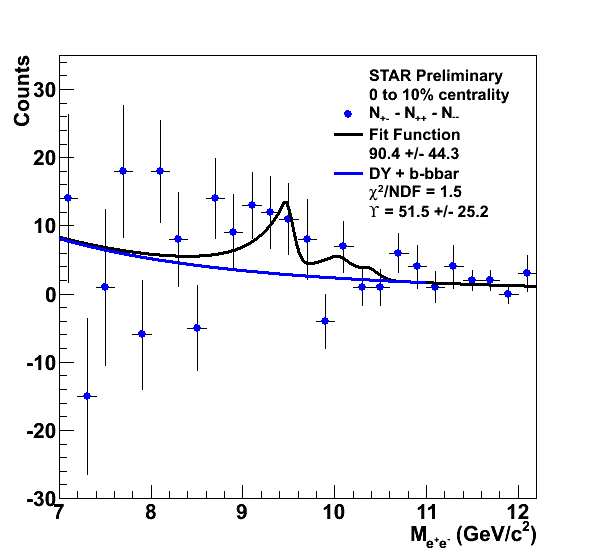 Counts
30
20
10
0
-10
-20
-30
7
8
9
10
11
12
M_{e⁺e⁻} (GeV/c²)
STAR Preliminary
0 to 10% centrality
N₊₋ - N₊₊ - N₋₋
Fit Function
90.4 +/- 44.3
DY + b-bbar
χ²/NDF = 1.5
ϒ = 51.5 +/- 25.2